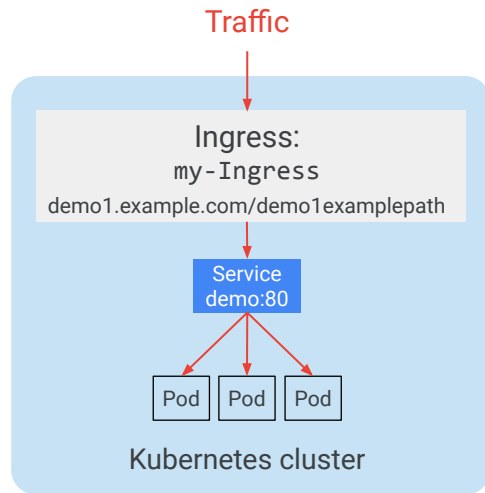 Traffic
Ingress:
my-Ingress
demo1.example.com/demo1examplepath
Service
demo:80
Pod
Pod
Pod
Kubernetes cluster